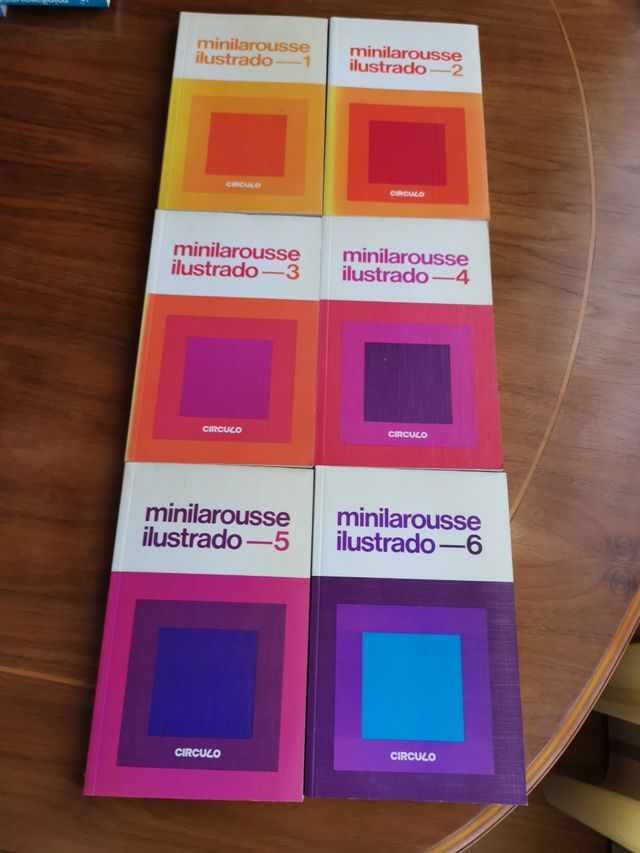 minilarousse
ilustrado—1
CIRCULO
minilarousse
ilustrado—2
CIRCULO
minilarousse
ilustrado—3
CIRCULO
minilarousse
ilustrado—4
CIRCULO
minilarousse
ilustrado—5
CIRCULO
minilarousse
ilustrado—6
CIRCULO